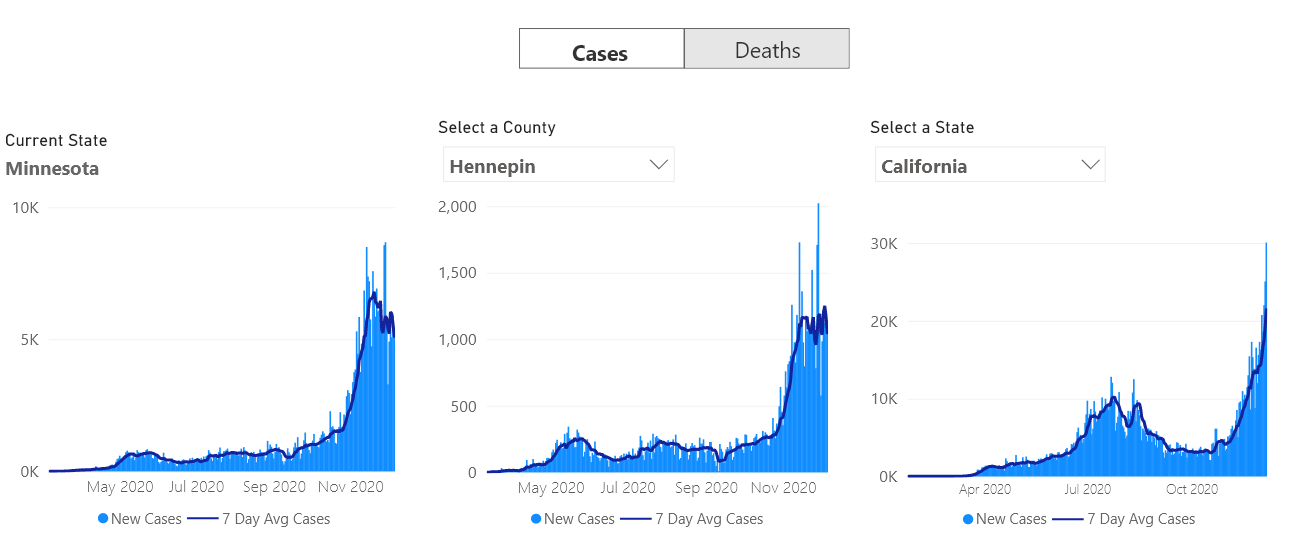 Cases Deaths
Current State
Minnesota
10K
5K
0K
May 2020 Jul 2020 Sep 2020 Nov 2020
New Cases 7 Day Avg Cases
Select a County
Hennepin
2,000
1,500
1,000
500
0
May 2020 Jul 2020 Sep 2020 Nov 2020
New Cases 7 Day Avg Cases
Select a State
California
30K
20K
10K
0K
Apr 2020 Jul 2020 Oct 2020
New Cases 7 Day Avg Cases